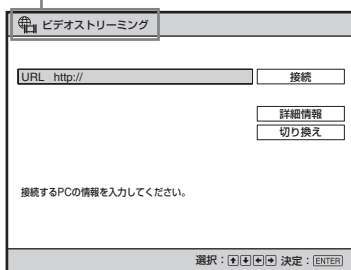 ビデオストリーミング
URL http:// 接続
詳細情報
切り換え
接続するPCの情報を入力してください。
選択：↑↓←→ 決定：ENTER